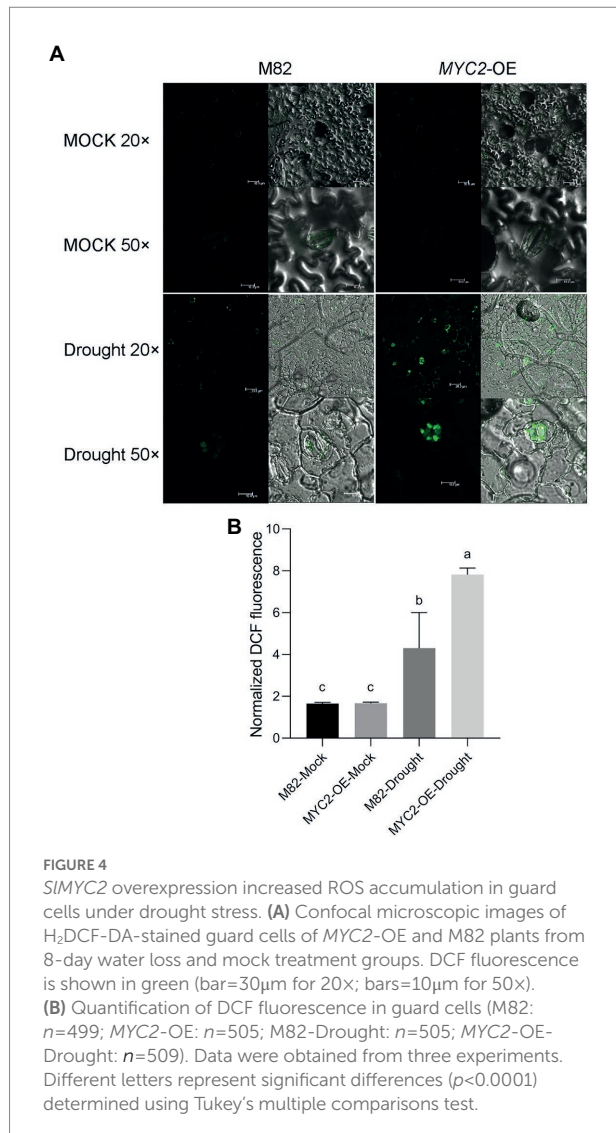 A
M82 MYC2-OE
MOCK 20×
MOCK 50×
Drought 20×
Drought 50×
B
Normalized DCF fluorescence
10
8
6
4
2
0
c
c
b
a
M82-Mock
MYC2-OE-Mock
M82-Drought
MYC2-OE-Drought
FIGURE 4
SlMYC2 overexpression increased ROS accumulation in guard
cells under drought stress. (A) Confocal microscopic images of
H₂DCF-DA-stained guard cells of MYC2-OE and M82 plants from
8-day water loss and mock treatment groups. DCF fluorescence
is shown in green (bar=30μm for 20×; bars=10μm for 50×).
(B) Quantification of DCF fluorescence in guard cells (M82:
n=499; MYC2-OE: n=505; M82-Drought: n=505; MYC2-OE-
Drought: n=509). Data were obtained from three experiments.
Different letters represent significant differences (p<0.0001)
determined using Tukey's multiple comparisons test.